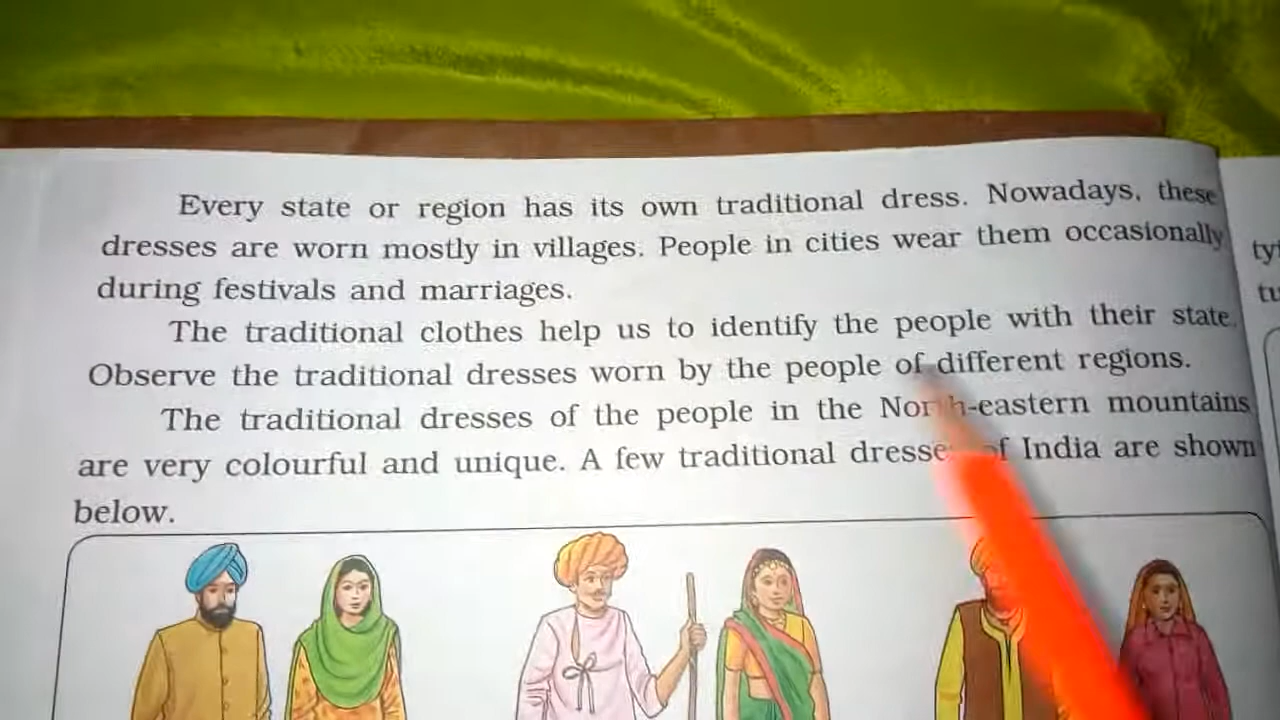 Every state or region has its own traditional dress. Nowadays, these
dresses are worn mostly in villages. People in cities wear them occasionally
during festivals and marriages.
The traditional clothes help us to identify the people with their state.
Observe the traditional dresses worn by the people of different regions.
The traditional dresses of the people in the North-eastern mountains
are very colourful and unique. A few traditional dresses of India are shown
below.